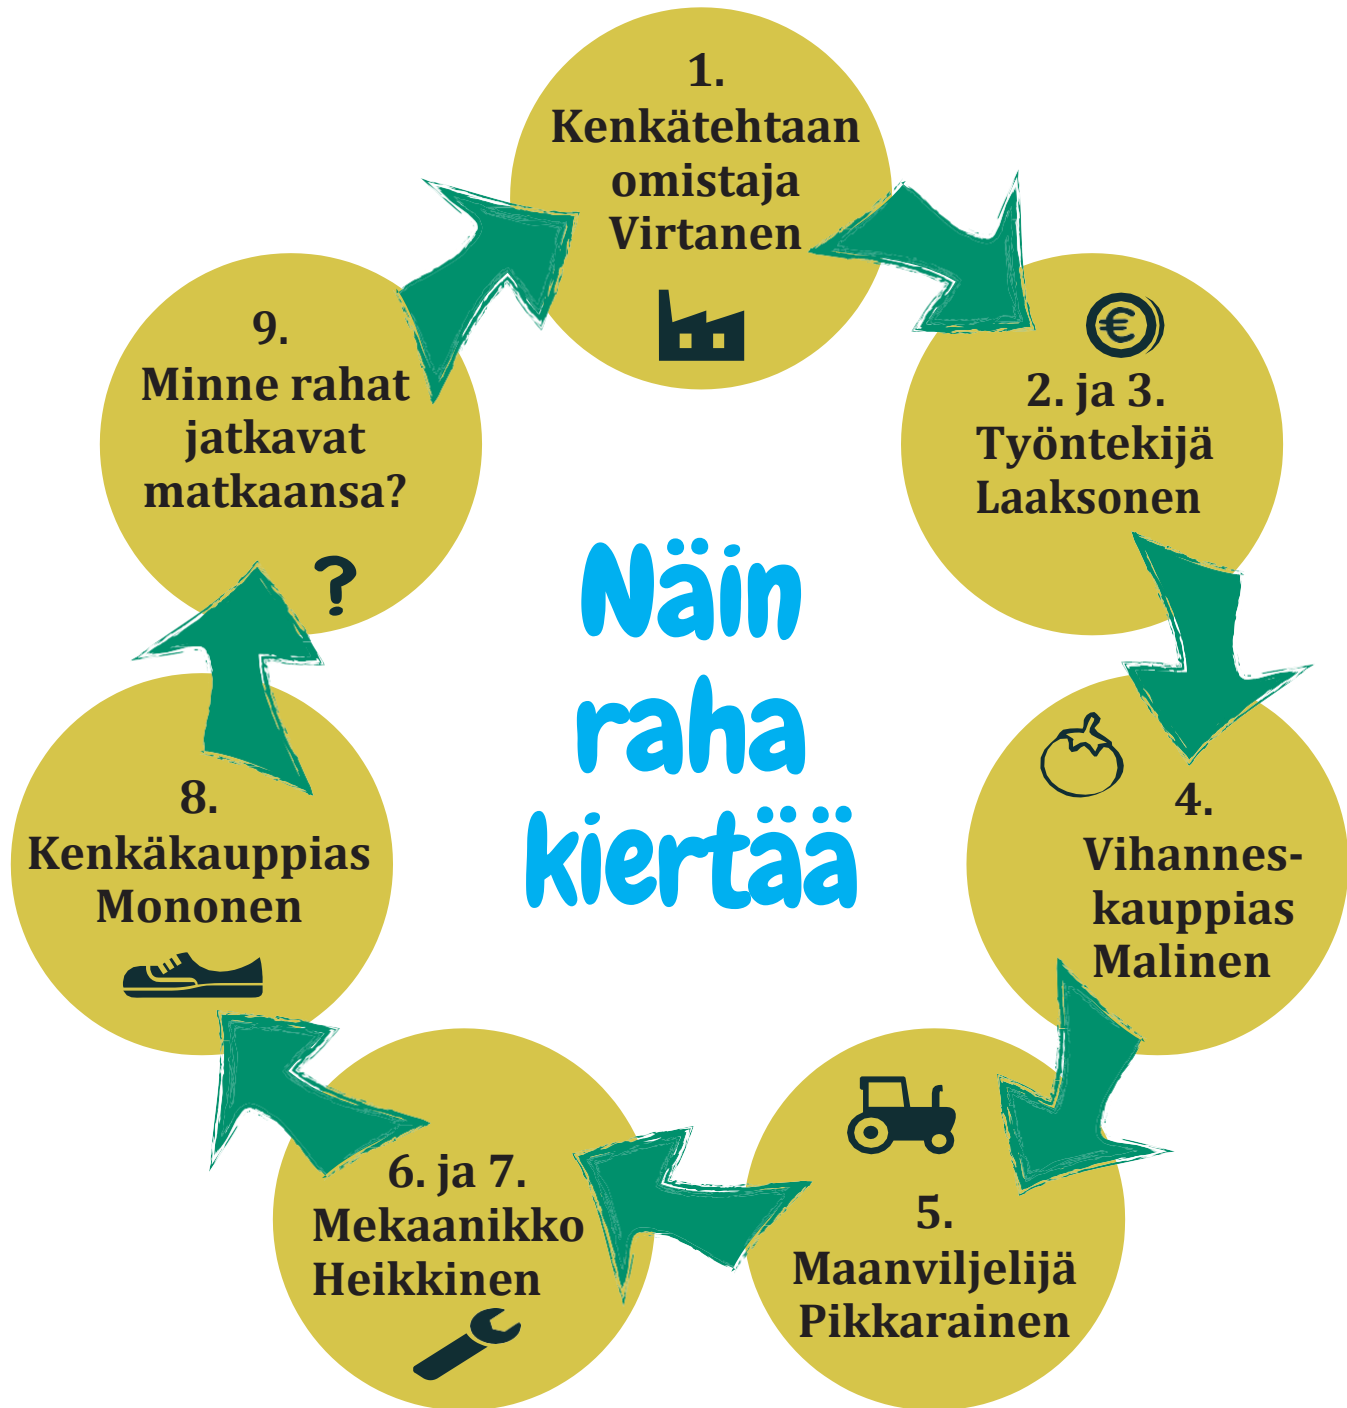 1.
Kenkätehtaan
omistaja
Virtanen
€
2. ja 3.
Työntekijä
Laaksonen
4.
Vihannes-
kauppias
Malinen
5.
Maanviljelijä
Pikkarainen
6. ja 7.
Mekaanikko
Heikkinen
8.
Kenkäkauppias
Mononen
9.
Minne rahat
jatkavat
matkaansa?
?
Näin
raha
kiertää